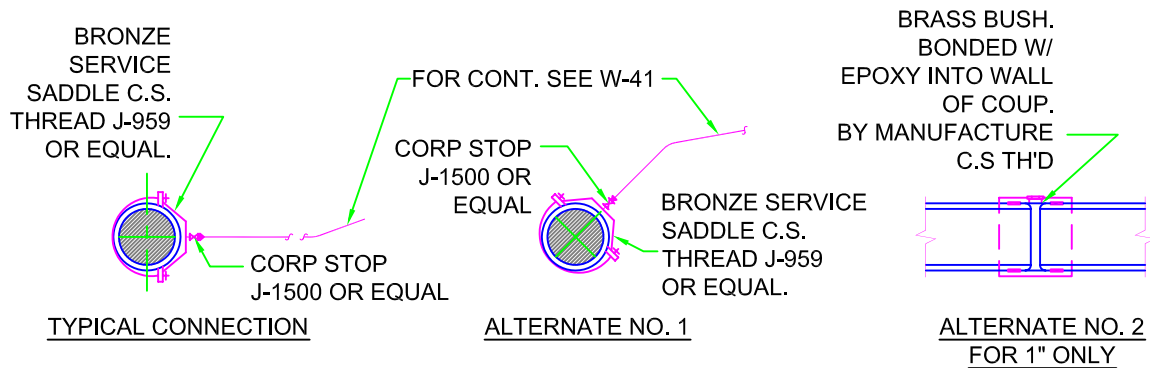 BRONZE
SERVICE
SADDLE C.S.
THREAD J-959
OR EQUAL.
FOR CONT. SEE W-41
CORP STOP
J-1500 OR EQUAL
TYPICAL CONNECTION
CORP STOP
J-1500 OR
EQUAL
BRONZE SERVICE
SADDLE C.S.
THREAD J-959
OR EQUAL.
ALTERNATE NO. 1
BRASS BUSH.
BONDED W/
EPOXY INTO WALL
OF COUP.
BY MANUFACTURE
C.S TH'D
ALTERNATE NO. 2
FOR 1" ONLY